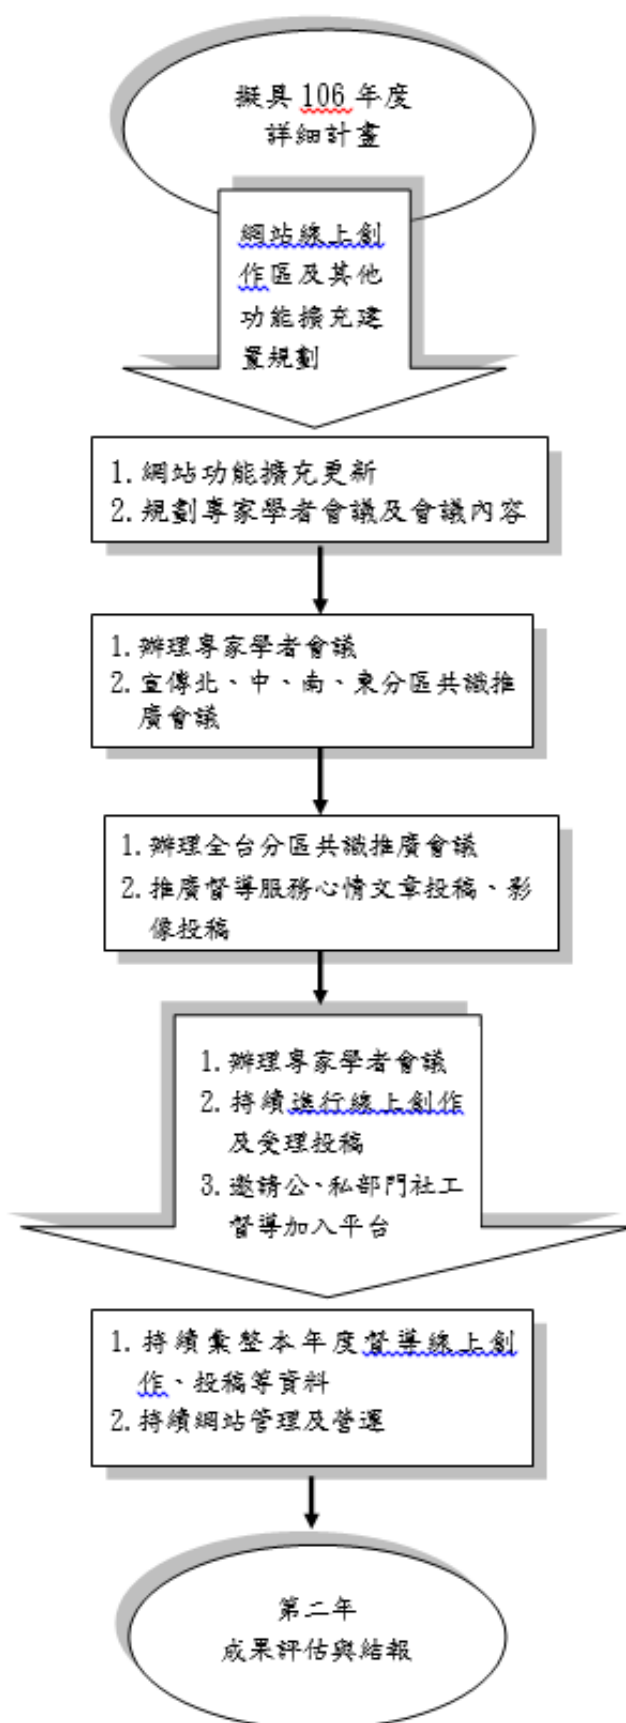 擬具 106 年度
詳細計畫
網站線上創
作區及其他
功能擴充建
置規劃
1. 網站功能擴充更新
2. 規劃專家學者會議及會議內容
1. 辦理專家學者會議
2. 宣傳北、中、南、東分區共識推
廣會議
1. 辦理全台分區共識推廣會議
2. 推廣督導服務心情文章投稿、影
像投稿
1. 辦理專家學者會議
2. 持續進行線上創作
及受理投稿
3. 邀請公、私部門社工
督導加入平台
1. 持續彙整本年度督導線上創
作、投稿等資料
2. 持續網站管理及營運
第二年
成果評估與結報